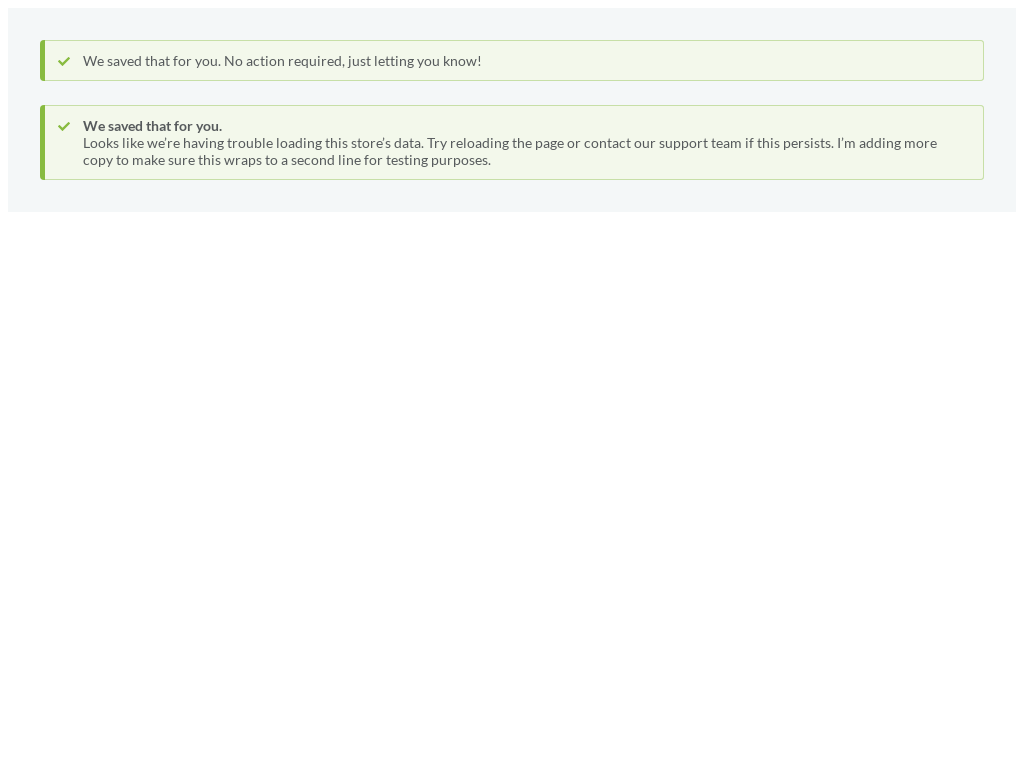 We saved that for you. No action required, just letting you know!
We saved that for you.
Looks like we’re having trouble loading this store’s data. Try reloading the page or contact our support team if this persists. I’m adding more
copy to make sure this wraps to a second line for testing purposes.